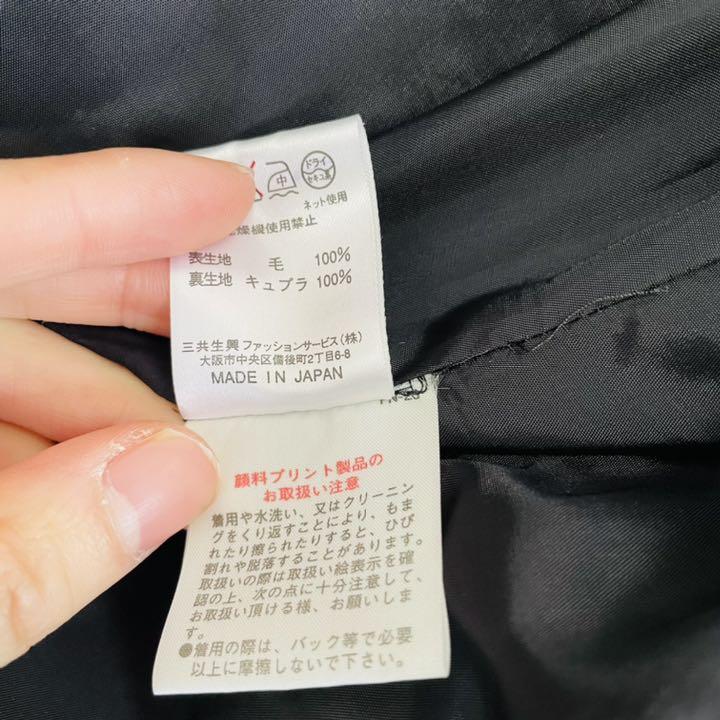 中
ドライ
セキユ系
ネット使用
燥機使用禁止
表生地 毛 100%
裏生地 キュプラ 100%
三共生興ファッションサービス(株)
大阪市中央区備後町2丁目6-8
MADE IN JAPAN
顔料プリント製品の
お取扱い注意
着用や水洗い、又はクリーニン
グをくり返すことにより、もま
れたり擦られたりすると、ひび
割れや脱落することがあります。
取扱いの際は取扱い絵表示を確
認の上、次の点に十分注意して、
お取扱い頂ける様、お願いしま
す。
●着用の際は、バック等で必要
以上に摩擦しないで下さい。